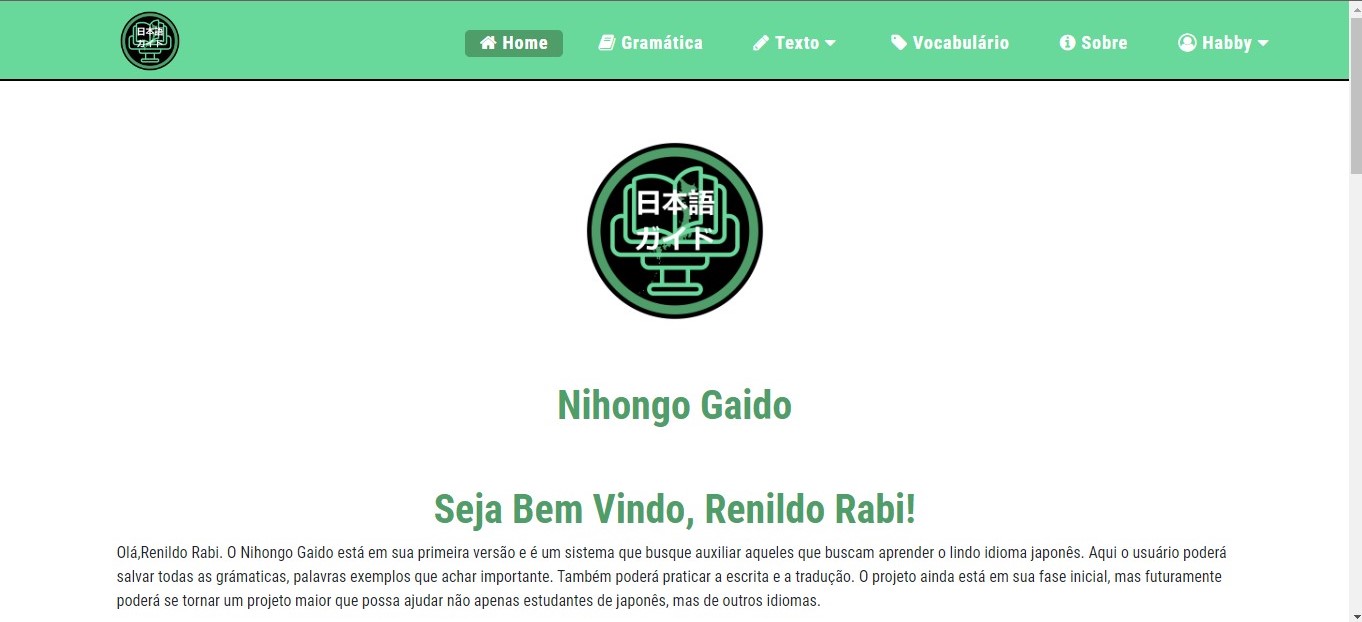 日本語
ガイド
Home Gramática Texto Vocabulário Sobre Habby
日本語
ガイド
Nihongo Gaido
Seja Bem Vindo, Renildo Rabi!
Olá,Renildo Rabi. O Nihongo Gaido está em sua primeira versão e é um sistema que busque auxiliar aqueles que buscam aprender o lindo idioma japonês. Aqui o usuário poderá
salvar todas as grámaticas, palavras exemplos que achar importante. Também poderá praticar a escrita e a tradução. O projeto ainda está em sua fase inicial, mas futuramente
poderá se tornar um projeto maior que possa ajudar não apenas estudantes de japonês, mas de outros idiomas.